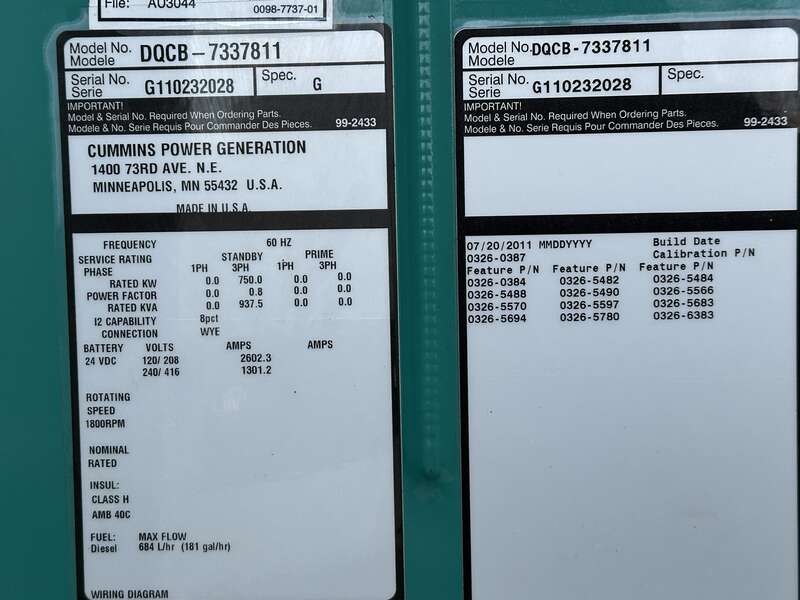 File: AU3044
0098-7737-01
Model No. DQCB-7337811
Modele
Serial No. G110232028 Spec. G
Serie
IMPORTANT!
Model & Serial No. Required When Ordering Parts.
Modele & No. Serie Requis Pour Commander Des Pieces. 99-2433
CUMMINS POWER GENERATION
1400 73RD AVE. N.E.
MINNEAPOLIS, MN 55432 U.S.A.
MADE IN U.S.A.
FREQUENCY 60 HZ
SERVICE RATING STANDBY PRIME
PHASE 1PH 3PH 1PH 3PH
RATED KW 0.0 750.0 0.0 0.0
POWER FACTOR 0.0 0.8 0.0 0.0
RATED KVA 0.0 937.5 0.0 0.0
I2 CAPABILITY 8pct
CONNECTION WYE
BATTERY VOLTS AMPS AMPS
24 VDC 120/ 208 2602.3
240/ 416 1301.2
ROTATING
SPEED
1800RPM
NOMINAL
RATED
INSUL:
CLASS H
AMB 40C
FUEL: MAX FLOW
Diesel 684 L/hr (181 gal/hr)
WIRING DIAGRAM
Model No. DQCB-7337811
Modele
Serial No. G110232028 Spec.
Serie
IMPORTANT!
Model & Serial No. Required When Ordering Parts.
Modele & No. Serie Requis Pour Commander Des Pieces. 99-2433
07/20/2011 MMDDYYYY Build Date
0326-0387 Calibration P/N
Feature P/N Feature P/N Feature P/N
0326-0384 0326-5482 0326-5484
0326-5488 0326-5490 0326-5566
0326-5570 0326-5597 0326-5683
0326-5694 0326-5780 0326-6383